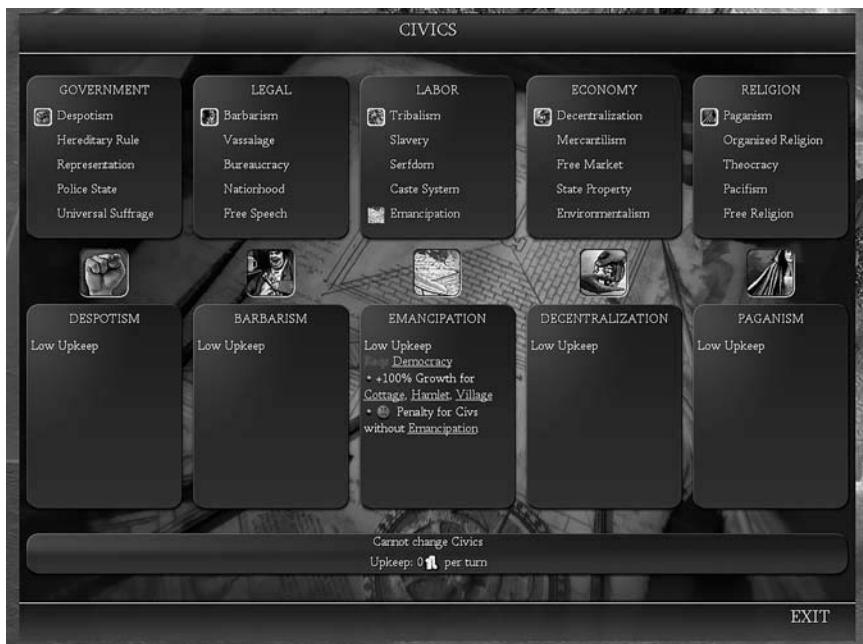 CIVICS
GOVERNMENT
Despotism
Hereditary Rule
Representation
Police State
Universal Suffrage
LEGAL
Barbarism
Vassalage
Bureaucracy
Nationhood
Free Speech
LABOR
Tribalism
Slavery
Serfdom
Caste System
Emancipation
ECONOMY
Decentralization
Mercantilism
Free Market
State Property
Environmentalism
RELIGION
Paganism
Organized Religion
Theocracy
Pacifism
Free Religion
DESPOTISM
Low Upkeep
BARBARISM
Low Upkeep
EMANCIPATION
Low Upkeep
Democracy
• +100% Growth for
Cottage, Hamlet, Village
• Penalty for Civs
without Emancipation
DECENTRALIZATION
Low Upkeep
PAGANISM
Low Upkeep
Cannot change Civics
Upkeep: 0 per turn
EXIT